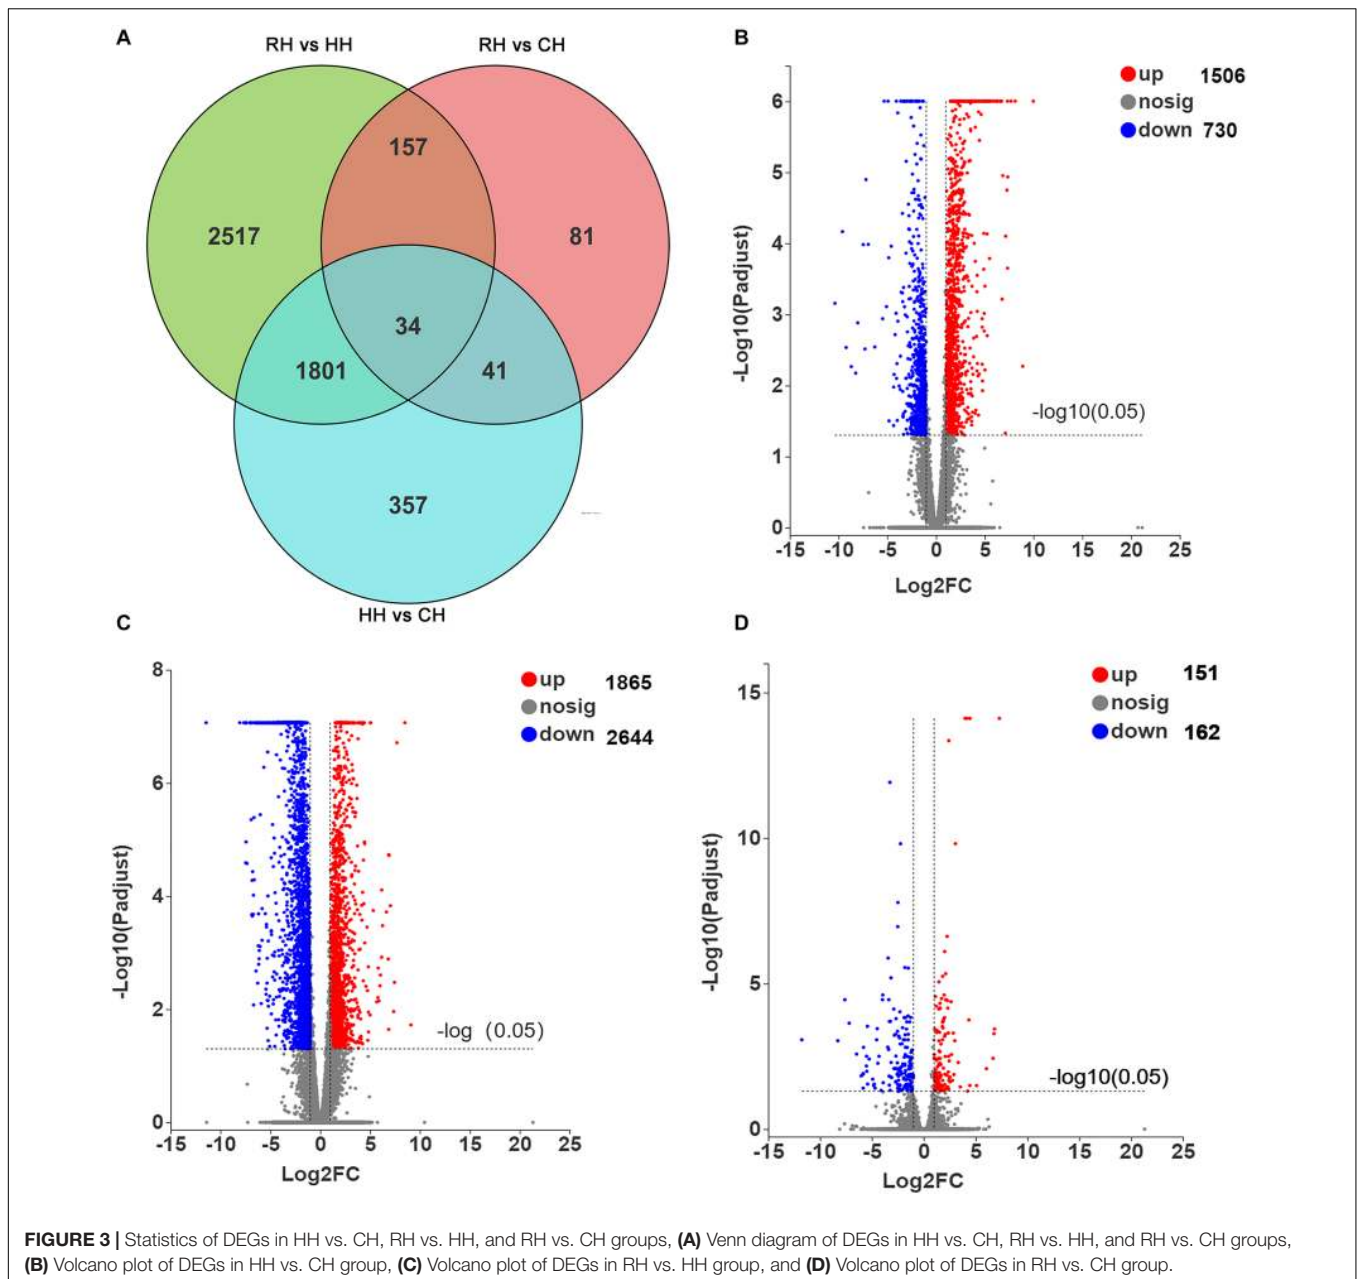 A
RH vs HH
RH vs CH
157
2517
81
34
1801
41
357
HH vs CH
B
up 1506
nosig
down 730
6
5
4
3
2
1
0
-Log10(Padjust)
-log10(0.05)
-15 -10 -5 0 5 10 15 20 25
Log2FC
C
up 1865
nosig
down 2644
8
6
4
2
0
-Log10(Padjust)
-log (0.05)
-15 -10 -5 0 5 10 15 20 25
Log2FC
D
up 151
nosig
down 162
15
10
5
0
-Log10(Padjust)
-log10(0.05)
-15 -10 -5 0 5 10 15 20 25
Log2FC
FIGURE 3 | Statistics of DEGs in HH vs. CH, RH vs. HH, and RH vs. CH groups, (A) Venn diagram of DEGs in HH vs. CH, RH vs. HH, and RH vs. CH groups,
(B) Volcano plot of DEGs in HH vs. CH group, (C) Volcano plot of DEGs in RH vs. HH group, and (D) Volcano plot of DEGs in RH vs. CH group.